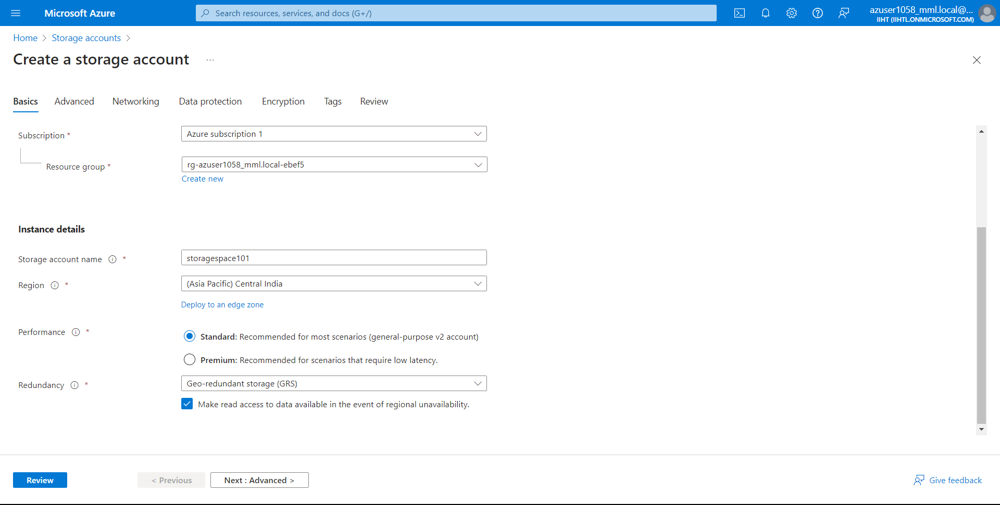 Microsoft Azure
Search resources, services, and docs (G+/)
azuser1058_mml.local@...
IIHT (IIHTL.ONMICROSOFT.COM)
Home > Storage accounts >
Create a storage account ...
Basics Advanced Networking Data protection Encryption Tags Review
Subscription * Azure subscription 1
Resource group * rg-azuser1058_mml.local-ebef5
Create new
Instance details
Storage account name * storagespace101
Region * (Asia Pacific) Central India
Deploy to an edge zone
Performance *
Standard: Recommended for most scenarios (general-purpose v2 account)
Premium: Recommended for scenarios that require low latency.
Redundancy * Geo-redundant storage (GRS)
Make read access to data available in the event of regional unavailability.
Review < Previous Next : Advanced > Give feedback